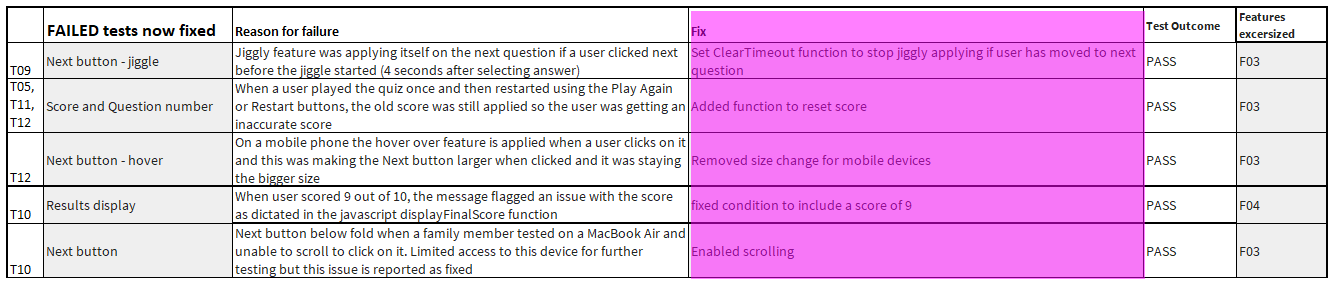 FAILED tests now fixed Reason for failure Fix Test Outcome Features
excersized
T09 Next button - jiggle Jiggly feature was applying itself on the next question if a user clicked next
before the jiggle started (4 seconds after selecting answer) Set ClearTimeout function to stop jiggly applying if user has moved to next
question PASS F03
T05,
T11,
T12 Score and Question number When a user played the quiz once and then restarted using the Play Again
or Restart buttons, the old score was still applied so the user was getting an
inaccurate score Added function to reset score PASS F03
T12 Next button - hover On a mobile phone the hover over feature is applied when a user clicks on it
and this was making the Next button larger when clicked and it was staying
the bigger size Removed size change for mobile devices PASS F03
T10 Results display When user scored 9 out of 10, the message flagged an issue with the score
as dictated in the javascript displayFinalScore function fixed condition to include a score of 9 PASS F04
T10 Next button Next button below fold when a family member tested on a MacBook Air and
unable to scroll to click on it. Limited access to this device for further
testing but this issue is reported as fixed Enabled scrolling PASS F03